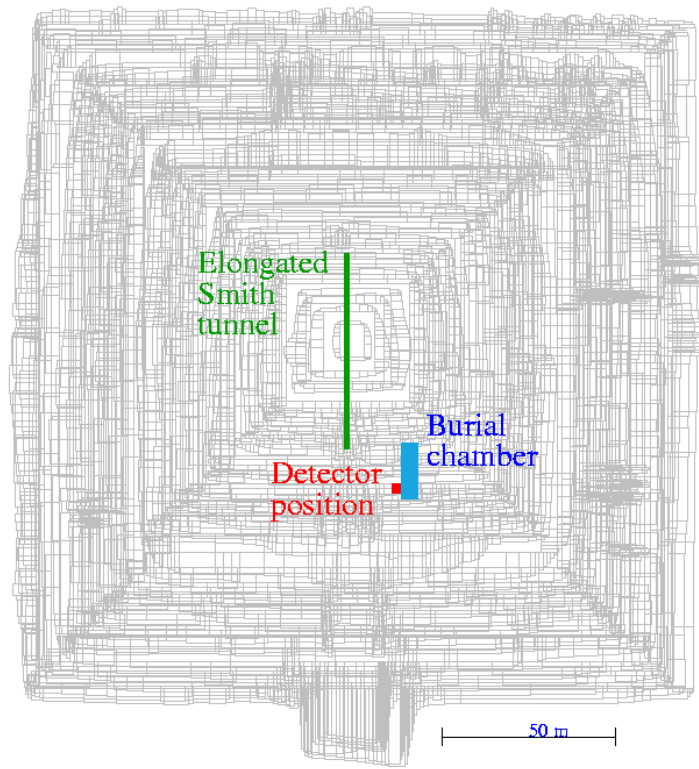 Elongated
Smith
tunnel
Burial
chamber
Detector
position
50 m